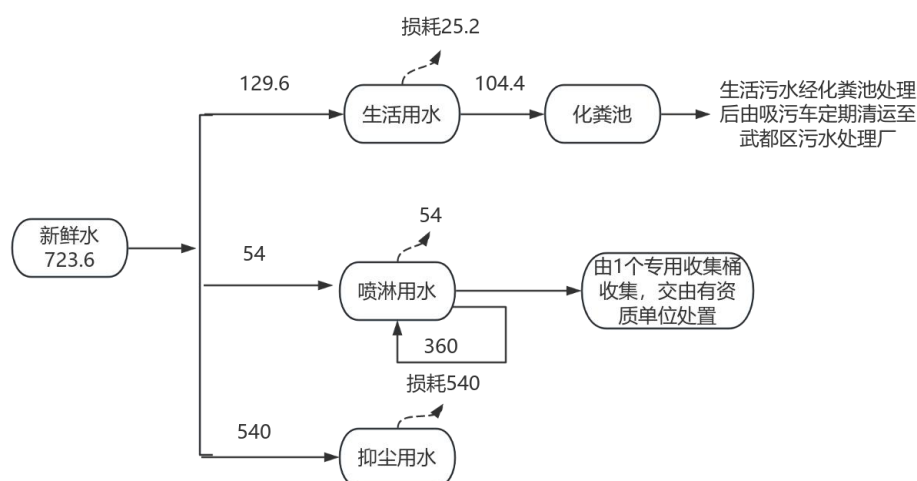 损耗25.2
129.6
生活用水
104.4
化粪池
生活污水经化粪池处理
后由吸污车定期清运至
武都区污水处理厂
新鲜水
723.6
54
54
喷淋用水
360
由1个专用收集桶
收集，交由有资
质单位处置
损耗540
540
抑尘用水